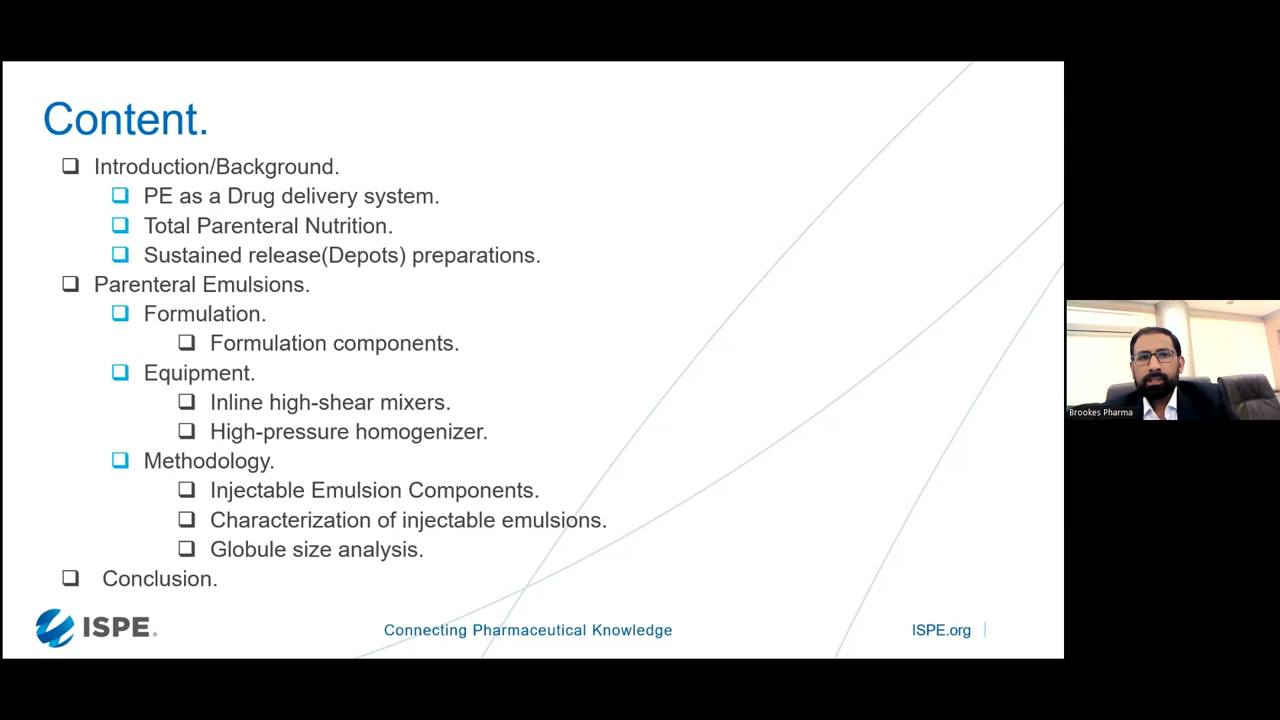 Content.
Introduction/Background.
PE as a Drug delivery system.
Total Parenteral Nutrition.
Sustained release(Depots) preparations.
Parenteral Emulsions.
Formulation.
Formulation components.
Equipment.
Inline high-shear mixers.
High-pressure homogenizer.
Methodology.
Injectable Emulsion Components.
Characterization of injectable emulsions.
Globule size analysis.
Conclusion.
ISPE.
Connecting Pharmaceutical Knowledge
ISPE.org
Brookes Pharma